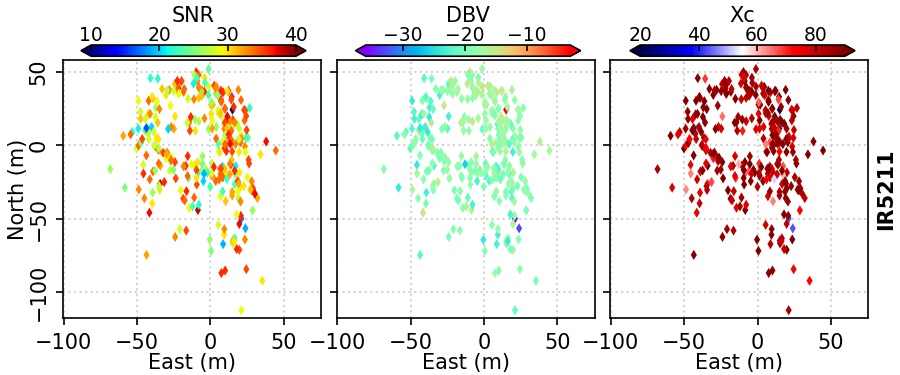 SNR DBV Xc
10 20 30 40 −30 −20 −10 20 40 60 80
50
0
−50
−100
North (m)
IR5211
−100 −50 0 50 −100 −50 0 50 −100 −50 0 50
East (m) East (m) East (m)